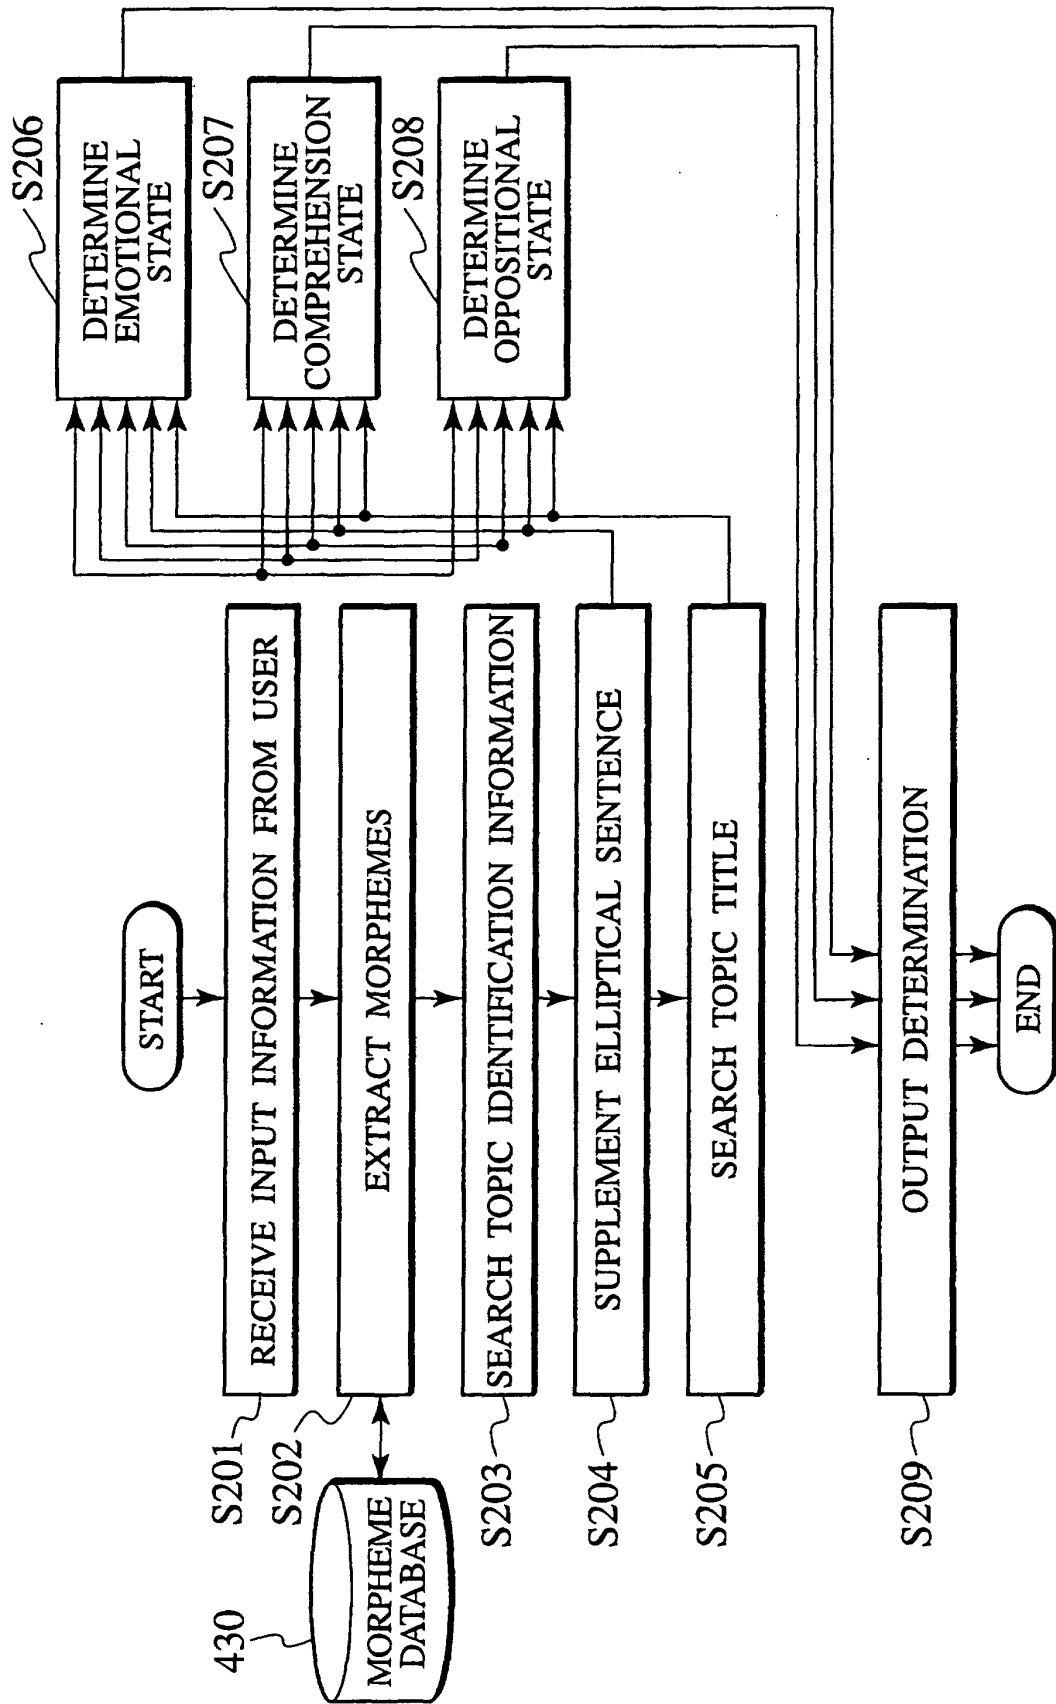 START
S201
RECEIVE INPUT INFORMATION FROM USER
S202
EXTRACT MORPHEMES
430
MORPHEME
DATABASE
S203
SEARCH TOPIC IDENTIFICATION INFORMATION
S204
SUPPLEMENT ELLIPTICAL SENTENCE
S205
SEARCH TOPIC TITLE
S206
DETERMINE
EMOTIONAL
STATE
S207
DETERMINE
COMPREHENSION
STATE
S208
DETERMINE
OPPOSITIONAL
STATE
S209
OUTPUT DETERMINATION
END